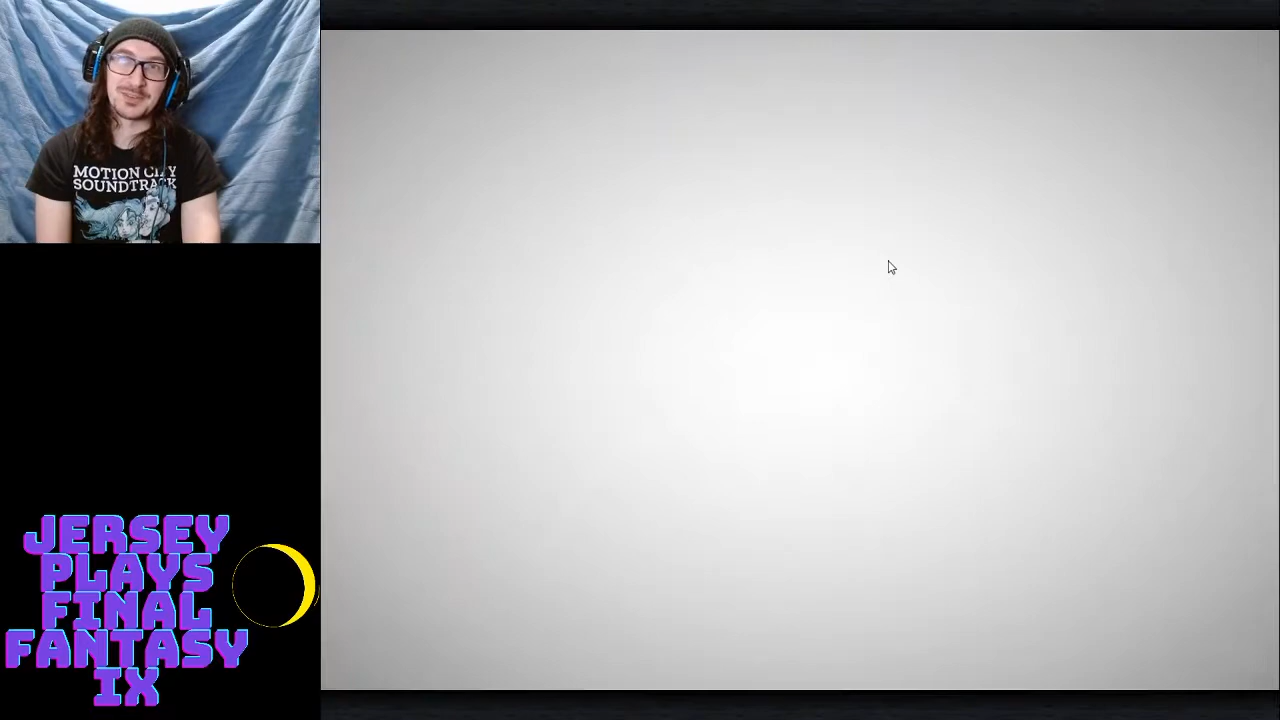 MOTION CITY
SOUNDTRACK
JERSEY
PLAYS
FINAL
FANTASY
IX